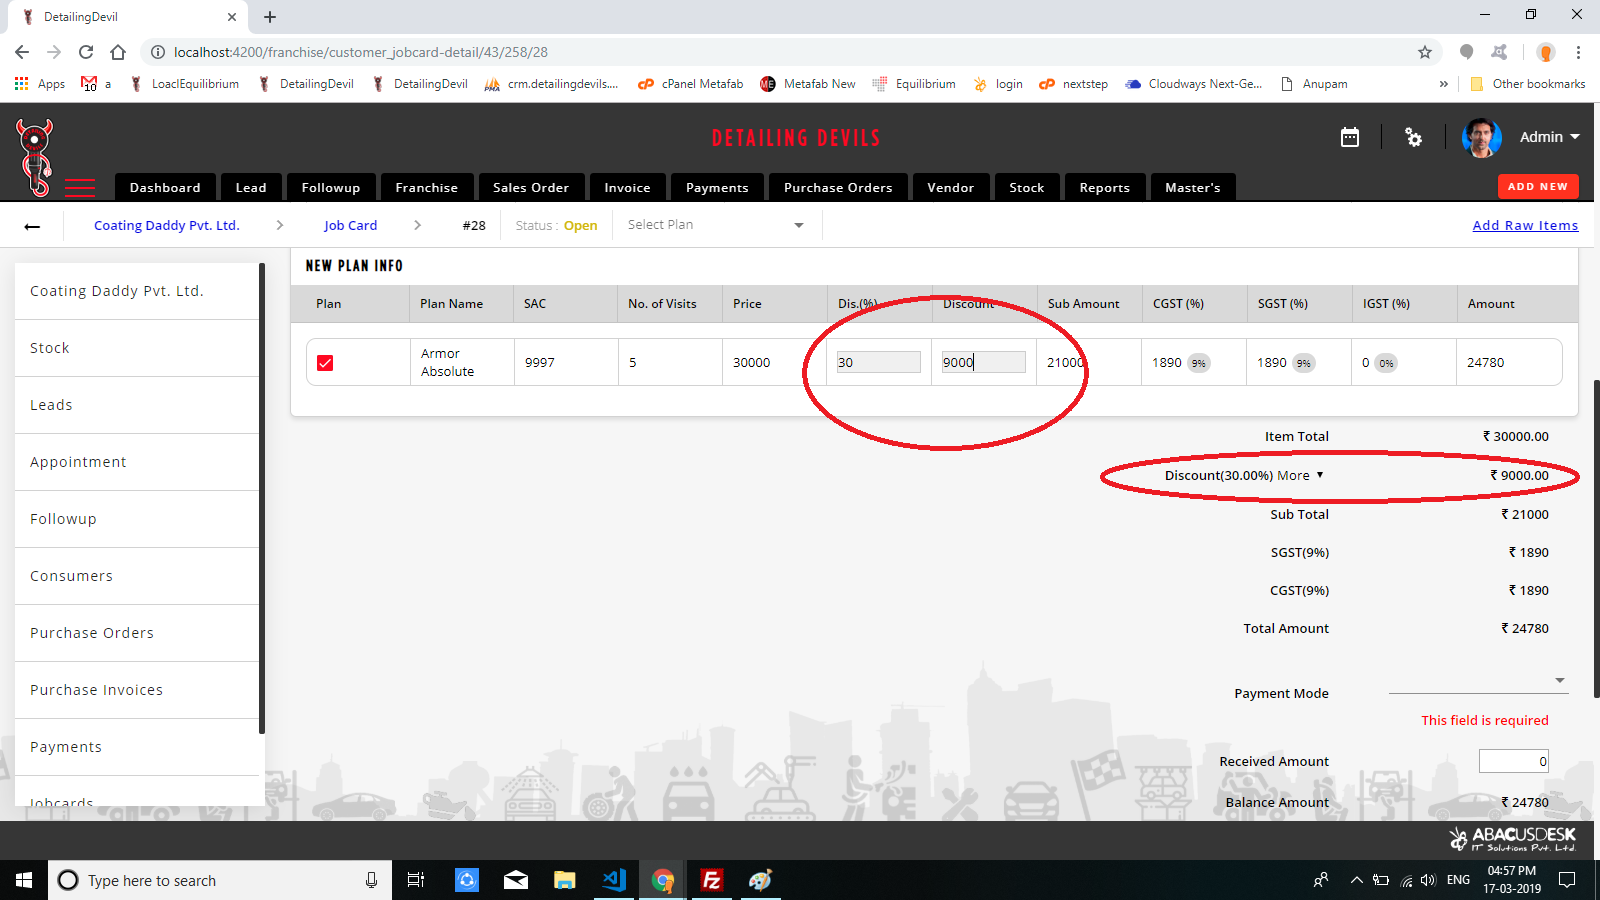 DetailingDevil
localhost:4200/franchise/customer_jobcard-detail/43/258/28
Apps
10 a
LoaclEquilibrium
DetailingDevil
DetailingDevil
PMA crm.detailingdevils....
cP cPanel Metafab
ME Metafab New
Equilibrium
login
cP nextstep
Cloudways Next-Ge...
Anupam
»
Other bookmarks
DETAILING DEVILS
Admin
Dashboard Lead Followup Franchise Sales Order Invoice Payments Purchase Orders Vendor Stock Reports Master's
ADD NEW
Coating Daddy Pvt. Ltd. > Job Card > #28 Status : Open Select Plan
Add Raw Items
Coating Daddy Pvt. Ltd.
Stock
Leads
Appointment
Followup
Consumers
Purchase Orders
Purchase Invoices
Payments
Jobcards
NEW PLAN INFO
Plan Plan Name SAC No. of Visits Price Dis.(%) Discount Sub Amount CGST (%) SGST (%) IGST (%) Amount
Armor Absolute 9997 5 30000 30 9000 21000 1890 9% 1890 9% 0 0% 24780
Item Total ₹ 30000.00
Discount(30.00%) More ▼ ₹ 9000.00
Sub Total ₹ 21000
SGST(9%) ₹ 1890
CGST(9%) ₹ 1890
Total Amount ₹ 24780
Payment Mode
This field is required
Received Amount 0
Balance Amount ₹ 24780
ABACUSDESK
IT Solutions Pvt. Ltd.
Type here to search
ENG
04:57 PM
17-03-2019